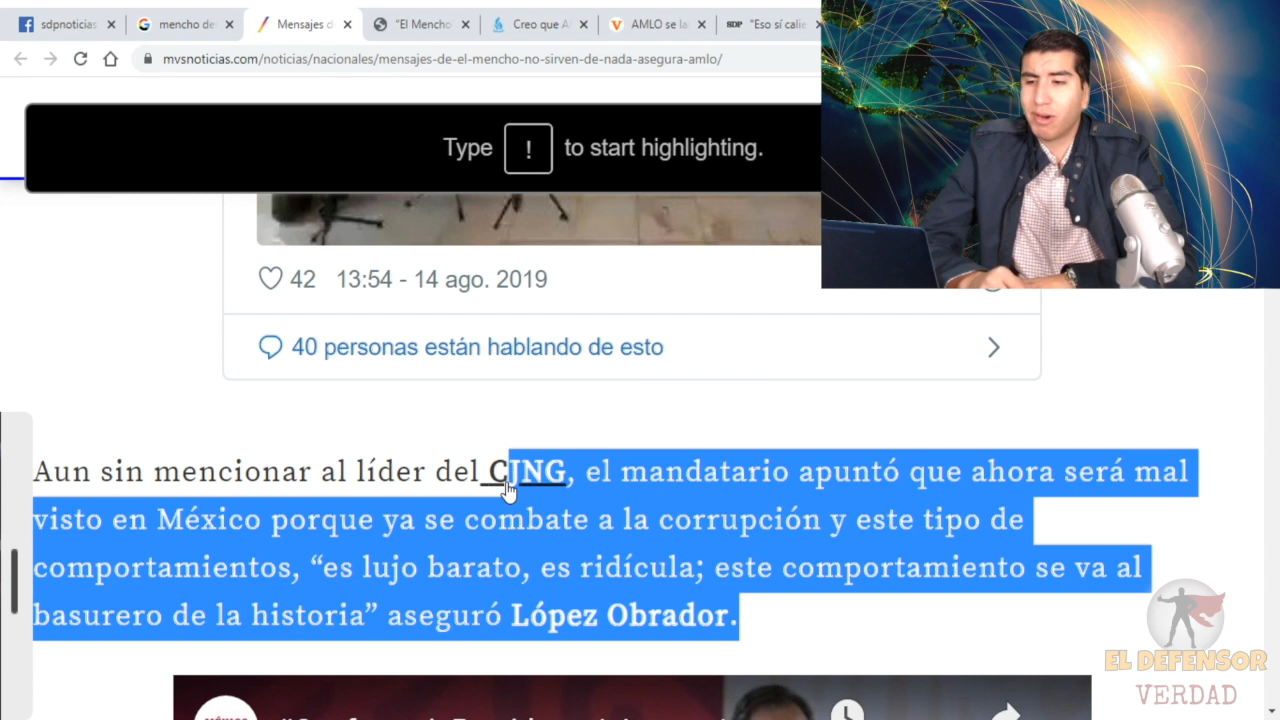 sdpnoticias
mencho de
Mensajes d
"El Mencho
Creo que A
AMLO se la
SDP "Eso sí calie
mvsnoticias.com/noticias/nacionales/mensajes-de-el-mencho-no-sirven-de-nada-asegura-amlo/
Type ! to start highlighting.
42 13:54 - 14 ago. 2019
40 personas están hablando de esto
Aun sin mencionar al líder del CJNG, el mandatario apuntó que ahora será mal
visto en México porque ya se combate a la corrupción y este tipo de
comportamientos, “es lujo barato, es ridícula; este comportamiento se va al
basurero de la historia” aseguró López Obrador.
EL DEFENSOR
VERDAD